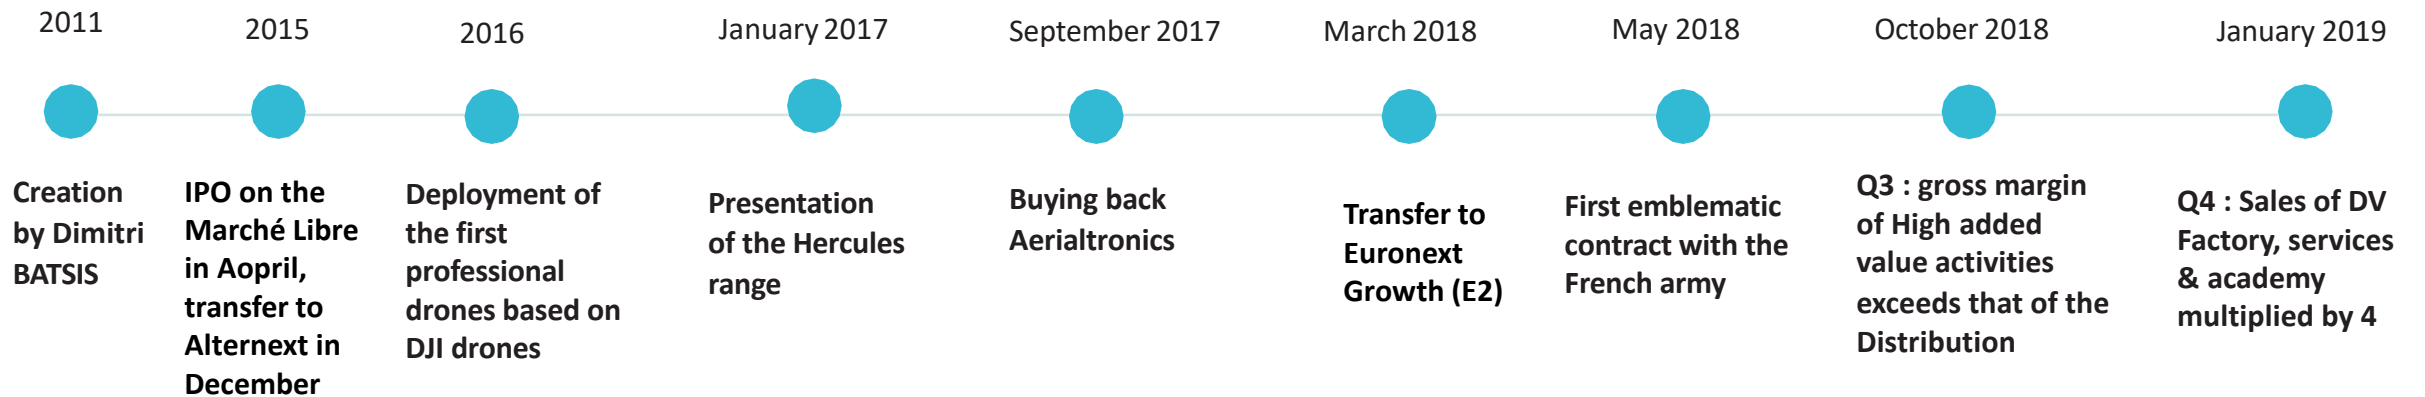 2011
2015
2016
January 2017
September 2017
March 2018
May 2018
October 2018
January 2019
Creation
by Dimitri
BATSIS
IPO on the
Marché Libre
in Aopril,
transfer to
Alternext in
December
Deployment of
the first
professional
drones based on
DJI drones
Presentation
of the Hercules
range
Buying back
Aerialtronics
Transfer to
Euronext
Growth (E2)
First emblematic
contract with the
French army
Q3 : gross margin
of High added
value activities
exceeds that of the
Distribution
Q4 : Sales of DV
Factory, services
& academy
multiplied by 4